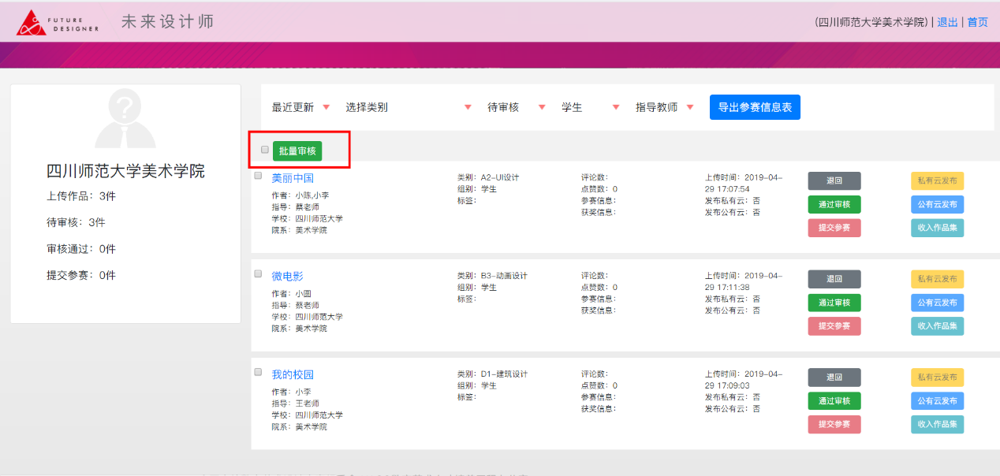 FUTURE
DESIGNER
未来设计师
(四川师范大学美术学院) | 退出 | 首页
四川师范大学美术学院
上传作品：3件
待审核：3件
审核通过：0件
提交参赛：0件
最近更新 选择类别 待审核 学生 指导教师 导出参赛信息表
批量审核
美丽中国
作者：小陈,小李
指导：蔡老师
学校：四川师范大学
院系：美术学院
类别：A2-UI设计
组别：学生
标签：
评论数：
点赞数：0
参赛信息：
获奖信息：
上传时间：2019-04-
29 17:07:54
发布私有云：否
发布公有云：否
退回
通过审核
提交参赛
私有云发布
公有云发布
收入作品集
微电影
作者：小圆
指导：蔡老师
学校：四川师范大学
院系：美术学院
类别：B3-动画设计
组别：学生
标签：
评论数：
点赞数：0
参赛信息：
获奖信息：
上传时间：2019-04-
29 17:11:38
发布私有云：否
发布公有云：否
退回
通过审核
提交参赛
私有云发布
公有云发布
收入作品集
我的校园
作者：小李
指导：王老师
学校：四川师范大学
院系：美术学院
类别：D1-建筑设计
组别：学生
标签：
评论数：
点赞数：0
参赛信息：
获奖信息：
上传时间：2019-04-
29 17:09:03
发布私有云：否
发布公有云：否
退回
通过审核
提交参赛
私有云发布
公有云发布
收入作品集